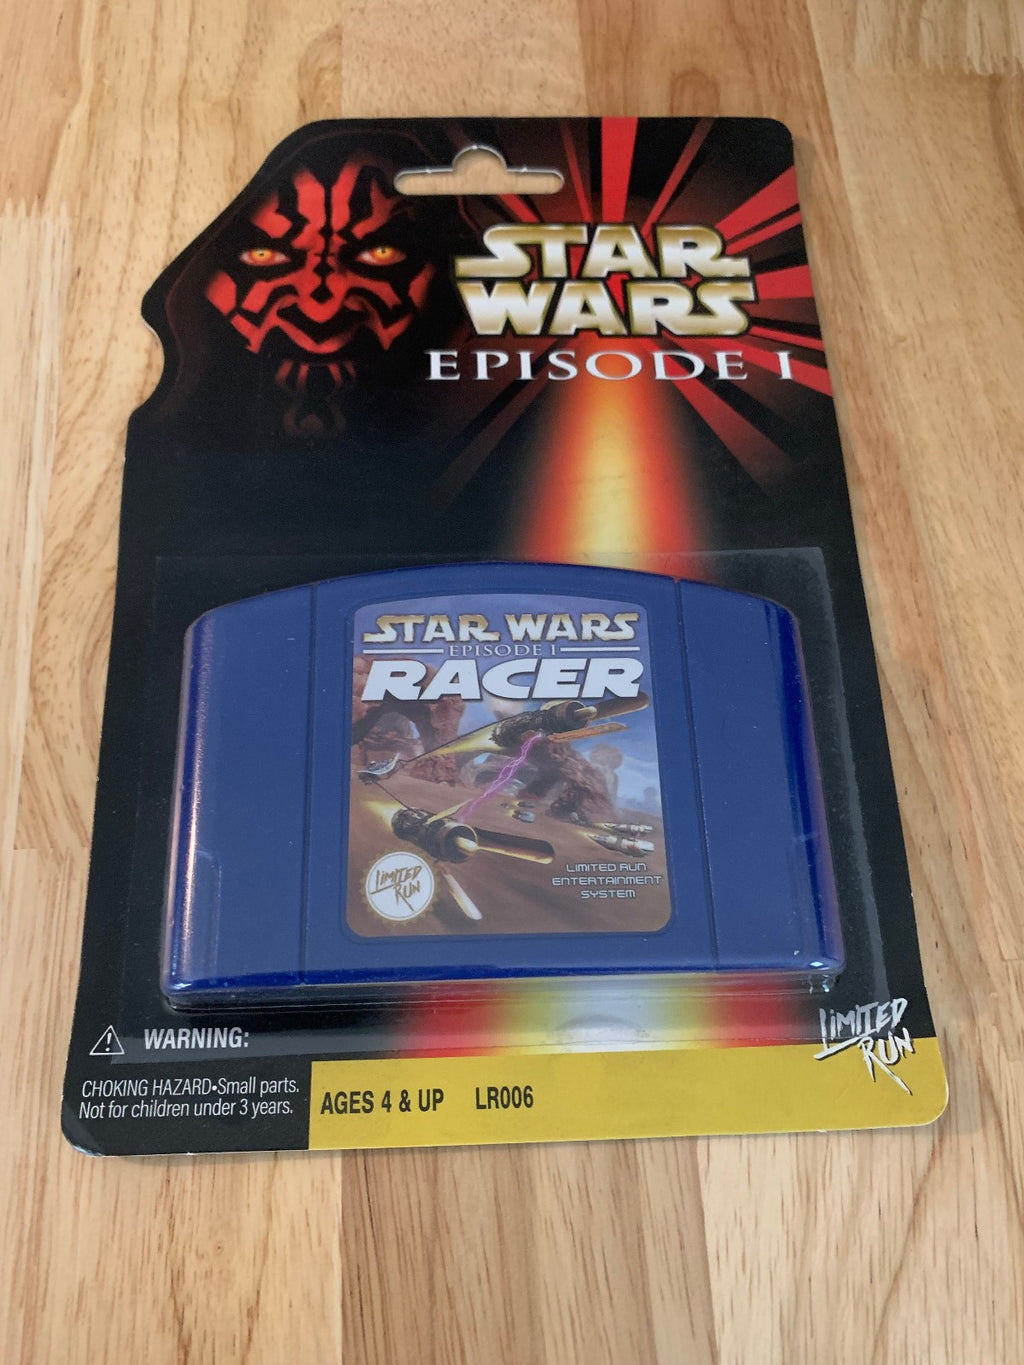 STAR
WARS
EPISODE I
STAR WARS
EPISODE I
RACER
LIMITED
RUN
LIMITED RUN
ENTERTAINMENT
SYSTEM
LIMITED
RUN
WARNING:
CHOKING HAZARD•Small parts.
Not for children under 3 years.
AGES 4 & UP LR006